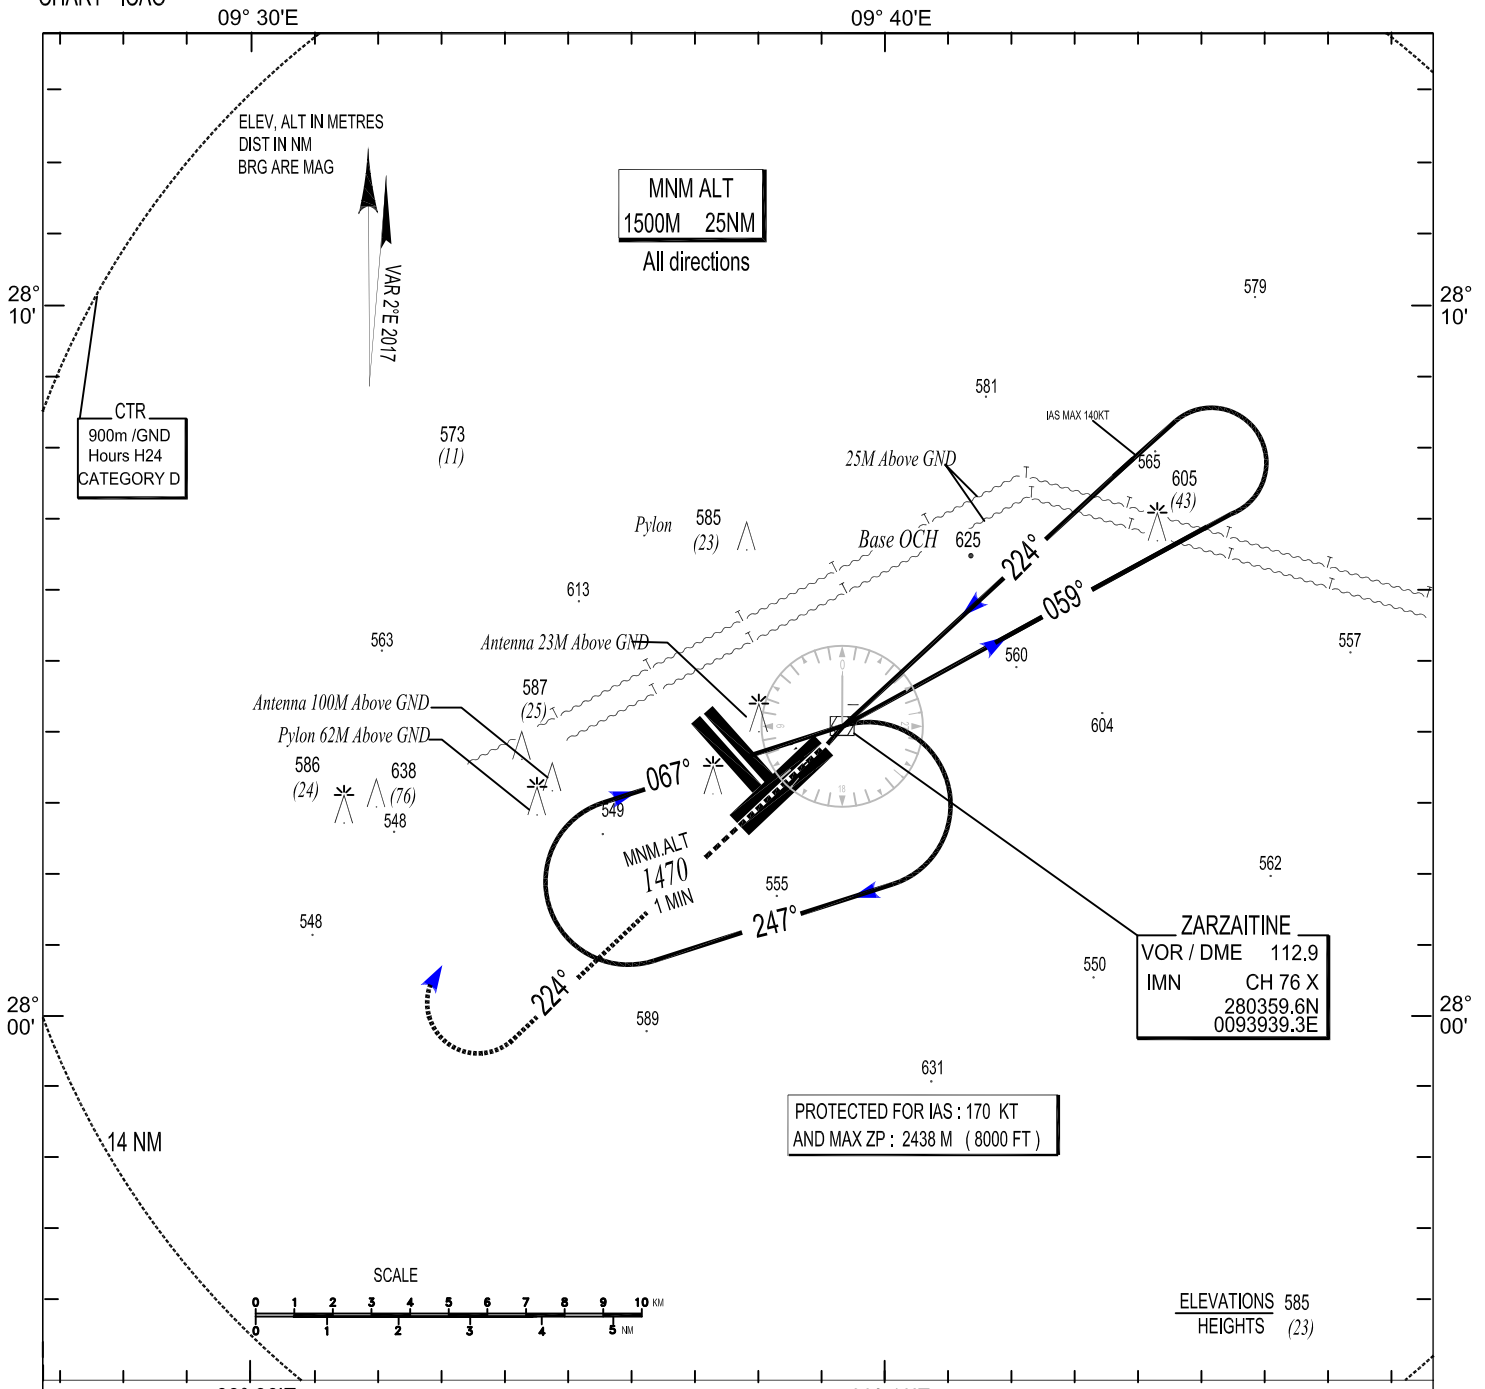 09° 30'E
09° 40'E
ELEV, ALT IN METRES
DIST IN NM
BRG ARE MAG
VAR 2°E 2017
MNM ALT
1500M 25NM
All directions
28°
10'
28°
10'
579
CTR
900m /GND
Hours H24
CATEGORY D
581
IAS MAX 140KT
573
(11)
25M Above GND
565
605
(43)
Pylon
585
(23)
Base OCH
625
224°
059°
613
563
Antenna 23M Above GND
560
557
587
(25)
Antenna 100M Above GND
Pylon 62M Above GND
604
586
(24)
638
(76)
548
067°
549
0
18
MNM.ALT
1470
1 MIN
555
247°
562
548
224°
550
589
ZARZAITINE
VOR / DME 112.9
IMN CH 76 X
280359.6N
0093939.3E
28°
00'
28°
00'
631
PROTECTED FOR IAS : 170 KT
AND MAX ZP : 2438 M ( 8000 FT )
14 NM
SCALE
0 1 2 3 4 5 6 7 8 9 10 KM
0 1 2 3 4 5 NM
ELEVATIONS 585
HEIGHTS (23)